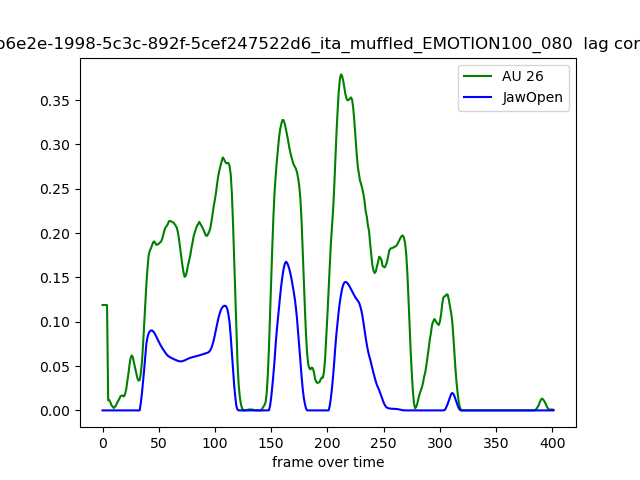 b6e2e-1998-5c3c-892f-5cef247522d6_ita_muffled_EMOTION100_080 lag cor
AU 26
JawOpen
0.35
0.30
0.25
0.20
0.15
0.10
0.05
0.00
0 50 100 150 200 250 300 350 400
frame over time